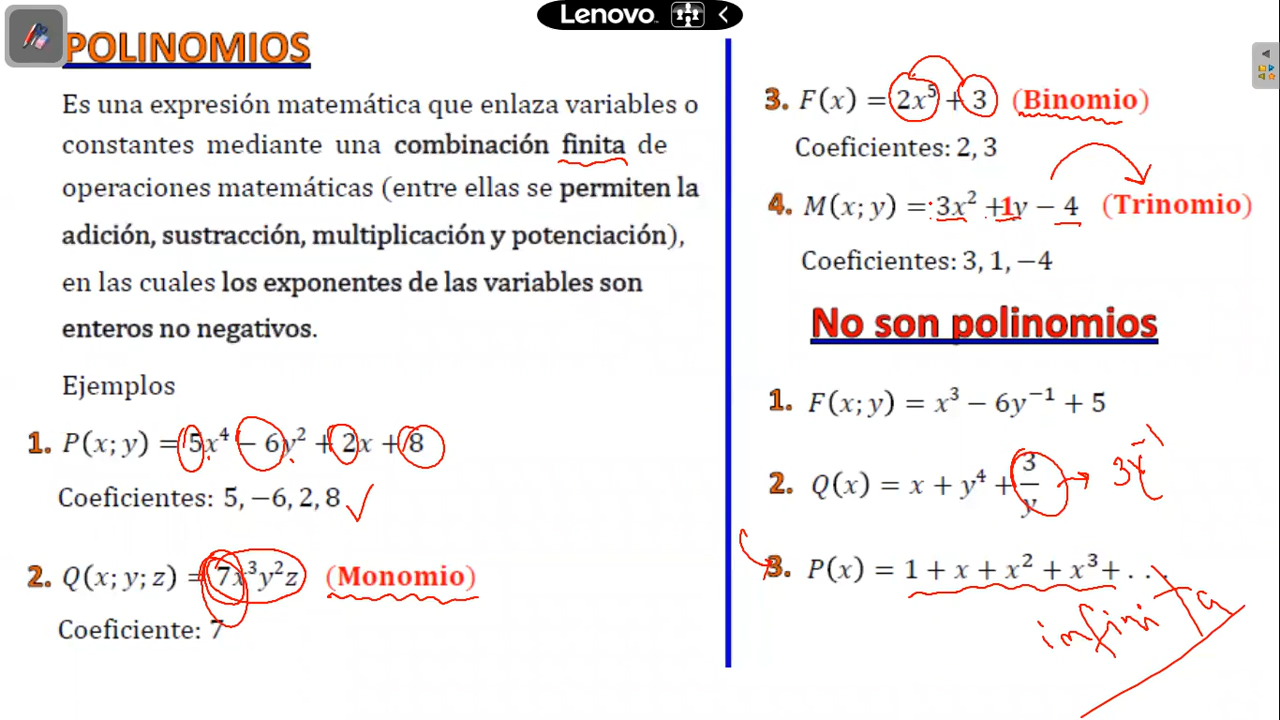 Lenovo
POLINOMIOS
Es una expresión matemática que enlaza variables o
constantes mediante una combinación finita de
operaciones matemáticas (entre ellas se permiten la
adición, sustracción, multiplicación y potenciación),
en las cuales los exponentes de las variables son
enteros no negativos.
Ejemplos
1. P(x; y) = 5x⁴ − 6y² + 2x + 8
Coeficientes: 5, −6, 2, 8
2. Q(x; y; z) = 7x³y²z (Monomio)
Coeficiente: 7
3. F(x) = 2x⁵ + 3 (Binomio)
Coeficientes: 2, 3
4. M(x; y) = 3x² + 1y − 4 (Trinomio)
Coeficientes: 3, 1, −4
No son polinomios
1. F(x; y) = x³ − 6y⁻¹ + 5
2. Q(x) = x + y⁴ + 3/y → 3y⁻¹
3. P(x) = 1 + x + x² + x³ + ...
infinita